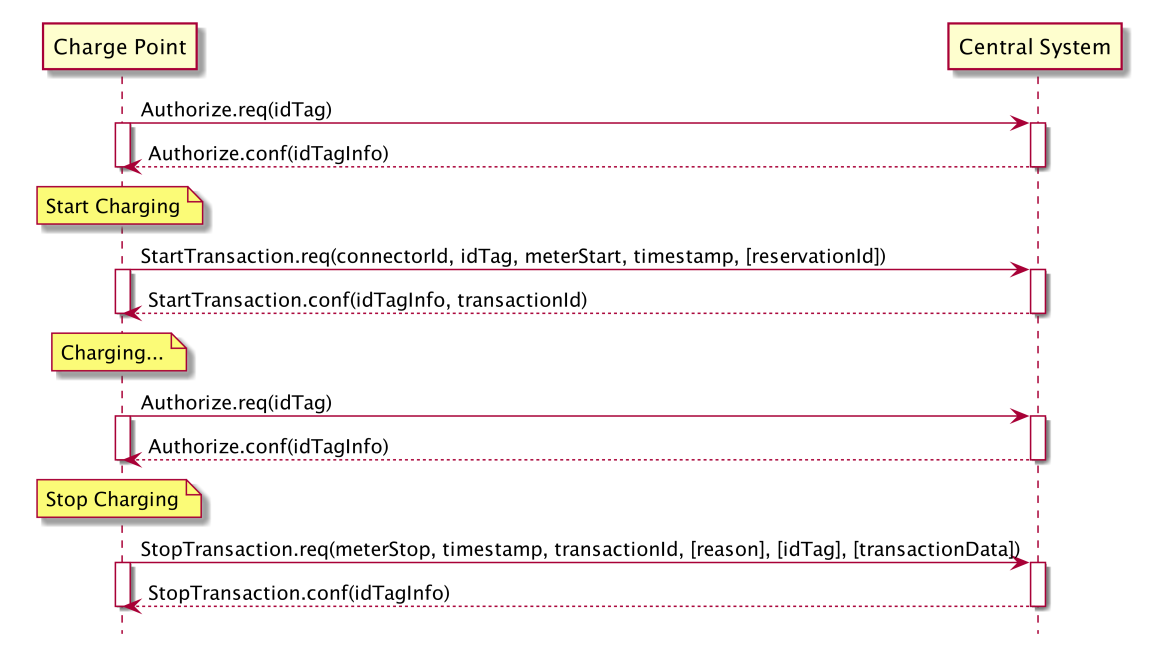 Charge Point
Central System
Authorize.req(idTag)
Authorize.conf(idTagInfo)
Start Charging
StartTransaction.req(connectorId, idTag, meterStart, timestamp, [reservationId])
StartTransaction.conf(idTagInfo, transactionId)
Charging...
Authorize.req(idTag)
Authorize.conf(idTagInfo)
Stop Charging
StopTransaction.req(meterStop, timestamp, transactionId, [reason], [idTag], [transactionData])
StopTransaction.conf(idTagInfo)